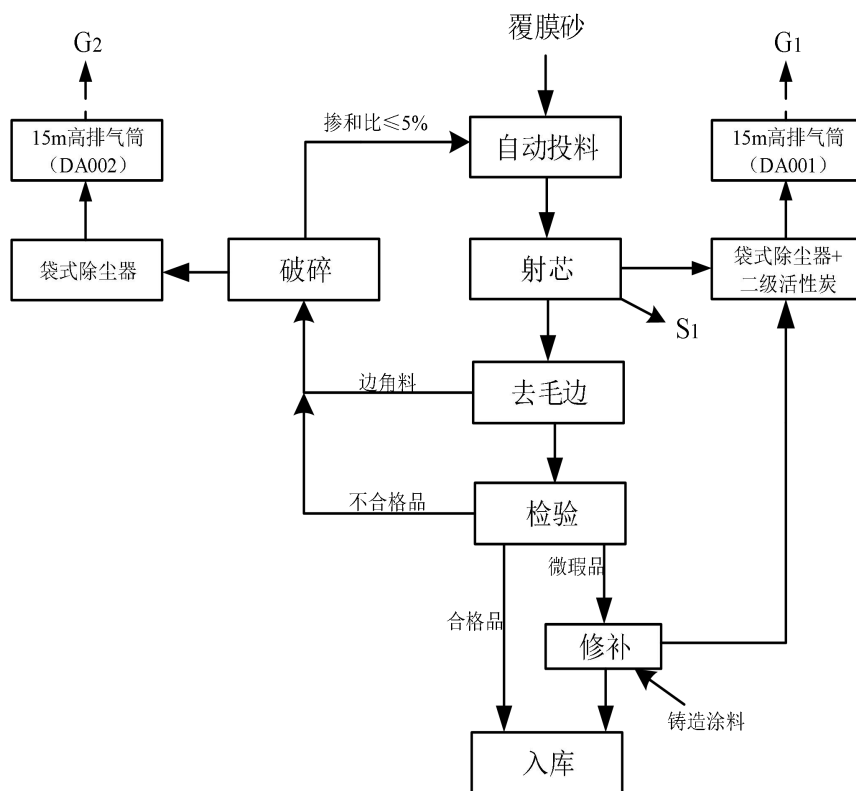 G2
覆膜砂
G1
15m高排气筒
（DA002）
掺和比≤5%
自动投料
15m高排气筒
（DA001）
袋式除尘器
破碎
射芯
袋式除尘器+
二级活性炭
S1
边角料
去毛边
不合格品
检验
微瑕品
合格品
修补
铸造涂料
入库